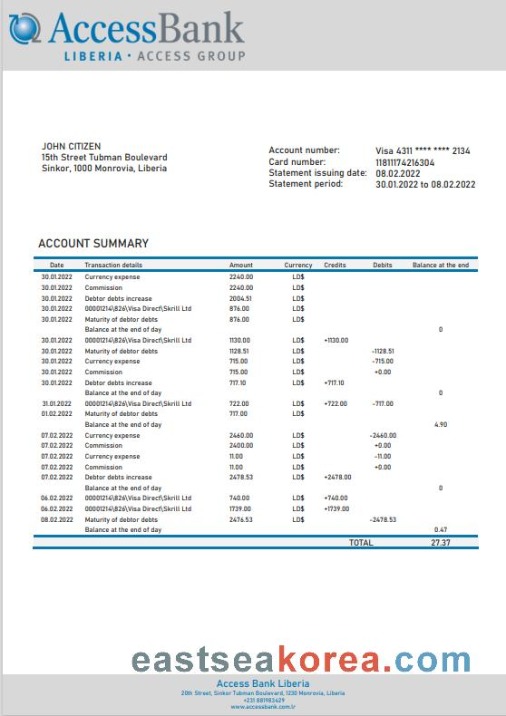 AccessBank
LIBERIA • ACCESS GROUP
JOHN CITIZEN
15th Street Tubman Boulevard
Sinkor, 1000 Monrovia, Liberia
Account number: Visa 4311 **** **** 2134
Card number: 11811174216304
Statement issuing date: 08.02.2022
Statement period: 30.01.2022 to 08.02.2022
ACCOUNT SUMMARY
Date Transaction details Amount Currency Credits Debits Balance at the end
30.01.2022 Currency expense 2240.00 LD$
30.01.2022 Commission 2240.00 LD$
30.01.2022 Debtor debts increase 2004.51 LD$
30.01.2022 00001214\826\Visa Direct\Skrill Ltd 876.00 LD$
30.01.2022 Maturity of debtor debts 876.00 LD$
Balance at the end of day 0
30.01.2022 00001214\826\Visa Direct\Skrill Ltd 1130.00 LD$ +1130.00
30.01.2022 Maturity of debtor debts 1128.51 LD$ -1128.51
30.01.2022 Currency expense 715.00 LD$ -715.00
30.01.2022 Commission 715.00 LD$ +0.00
30.01.2022 Debtor debts increase 717.10 LD$ +717.10
Balance at the end of day 0
31.01.2022 00001214\826\Visa Direct\Skrill Ltd 722.00 LD$ +722.00 -717.00
01.02.2022 Maturity of debtor debts 717.00 LD$
Balance at the end of day 4.90
07.02.2022 Currency expense 2460.00 LD$ -2460.00
07.02.2022 Commission 2400.00 LD$ +0.00
07.02.2022 Currency expense 11.00 LD$ -11.00
07.02.2022 Commission 11.00 LD$ +0.00
07.02.2022 Debtor debts increase 2478.53 LD$ +2478.00
Balance at the end of day 0
06.02.2022 00001214\826\Visa Direct\Skrill Ltd 740.00 LD$ +740.00
06.02.2022 00001214\826\Visa Direct\Skrill Ltd 1739.00 LD$ +1739.00
08.02.2022 Maturity of debtor debts 2476.53 LD$ -2478.53
Balance at the end of day 0.47
TOTAL 27.37
eastseakorea.com
Access Bank Liberia
20th Street, Sinkor Tubman Boulevard, 1230 Monrovia, Liberia
+231 881983629
www.accessbank.com.lr